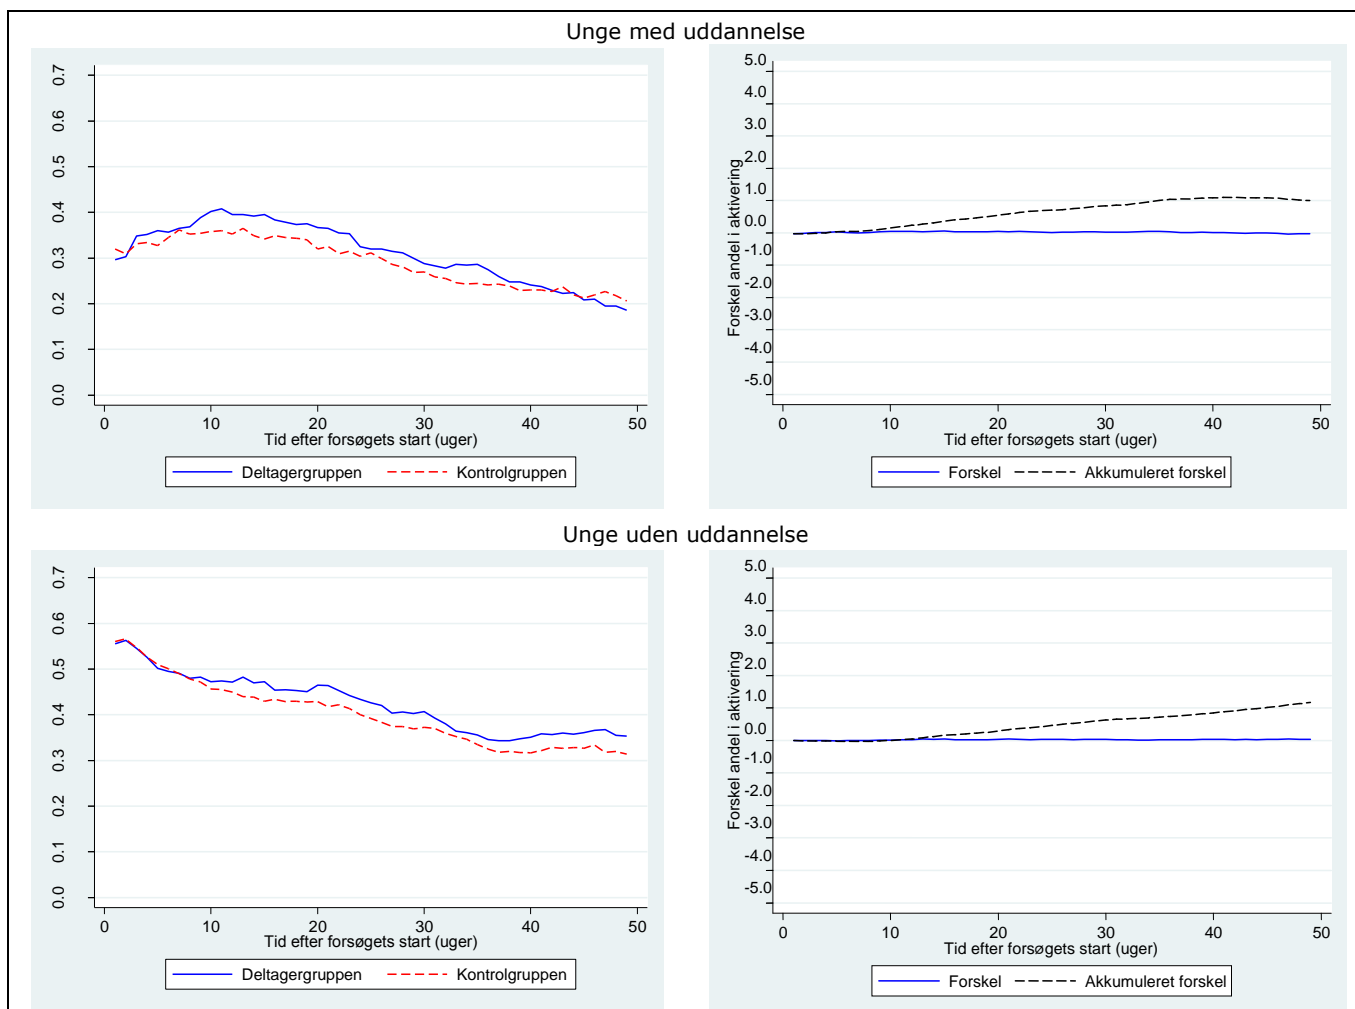 Unge med uddannelse
0.7
0.6
0.5
0.4
0.3
0.2
0.1
0.0
0 10 20 30 40 50
Tid efter forsøgets start (uger)
Deltagergruppen Kontrolgruppen
Forskel andel i aktivering
5.0
4.0
3.0
2.0
1.0
0.0
-1.0
-2.0
-3.0
-4.0
-5.0
0 10 20 30 40 50
Tid efter forsøgets start (uger)
Forskel Akkumuleret forskel
Unge uden uddannelse
0.7
0.6
0.5
0.4
0.3
0.2
0.1
0.0
0 10 20 30 40 50
Tid efter forsøgets start (uger)
Deltagergruppen Kontrolgruppen
Forskel andel i aktivering
5.0
4.0
3.0
2.0
1.0
0.0
-1.0
-2.0
-3.0
-4.0
-5.0
0 10 20 30 40 50
Tid efter forsøgets start (uger)
Forskel Akkumuleret forskel